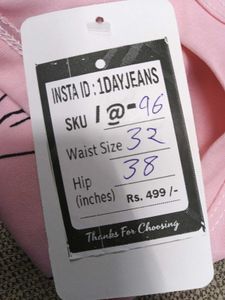 INSTA ID : 1DAYJEANS
SKU 1@-96
Waist Size 32
Hip 38
(inches) Rs. 499 /-
Thanks For Choosing